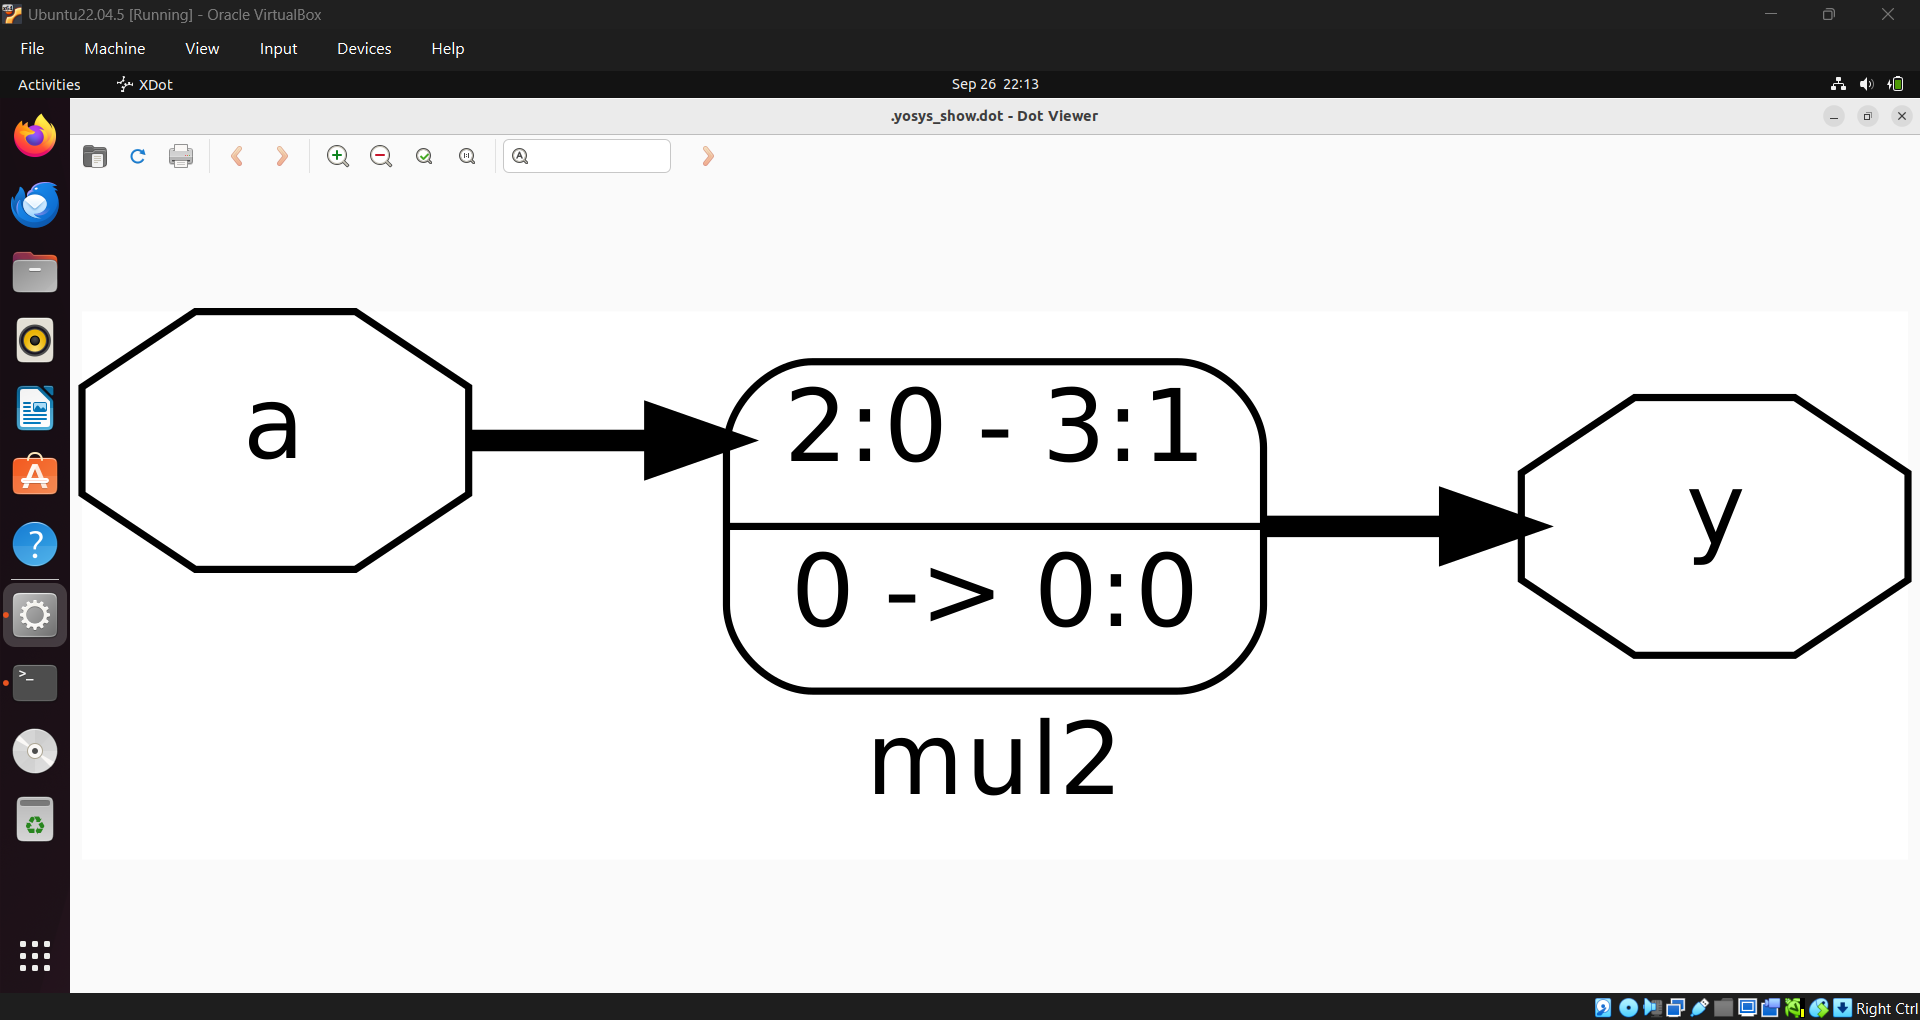 Ubuntu22.04.5 [Running] - Oracle VirtualBox
File Machine View Input Devices Help
Activities XDot Sep 26 22:13
.yosys_show.dot - Dot Viewer
a
2:0 - 3:1
0 -> 0:0
y
mul2
Right Ctrl